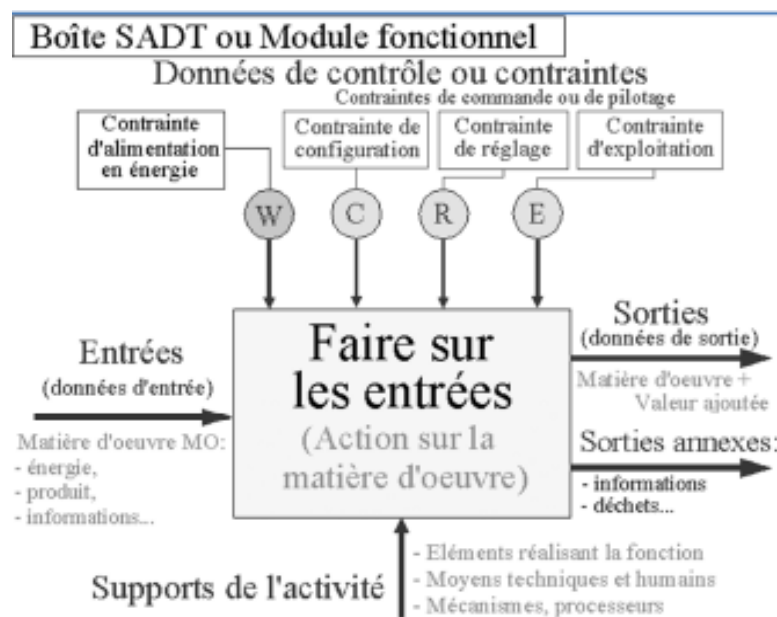 Boîte SADT ou Module fonctionnel
Données de contrôle ou contraintes
Contraintes de commande ou de pilotage
Contrainte
d'alimentation
en énergie
Contrainte de
configuration
Contrainte
de réglage
Contrainte
d'exploitation
W
C
R
E
Entrées
(données d'entrée)
Matière d'oeuvre MO:
- énergie,
- produit,
- informations...
Faire sur
les entrées
(Action sur la
matière d'oeuvre)
Sorties
(données de sortie)
Matière d'oeuvre +
Valeur ajoutée
Sorties annexes:
- informations
- déchets...
Supports de l'activité
- Eléments réalisant la fonction
- Moyens techniques et humains
- Mécanismes, processeurs